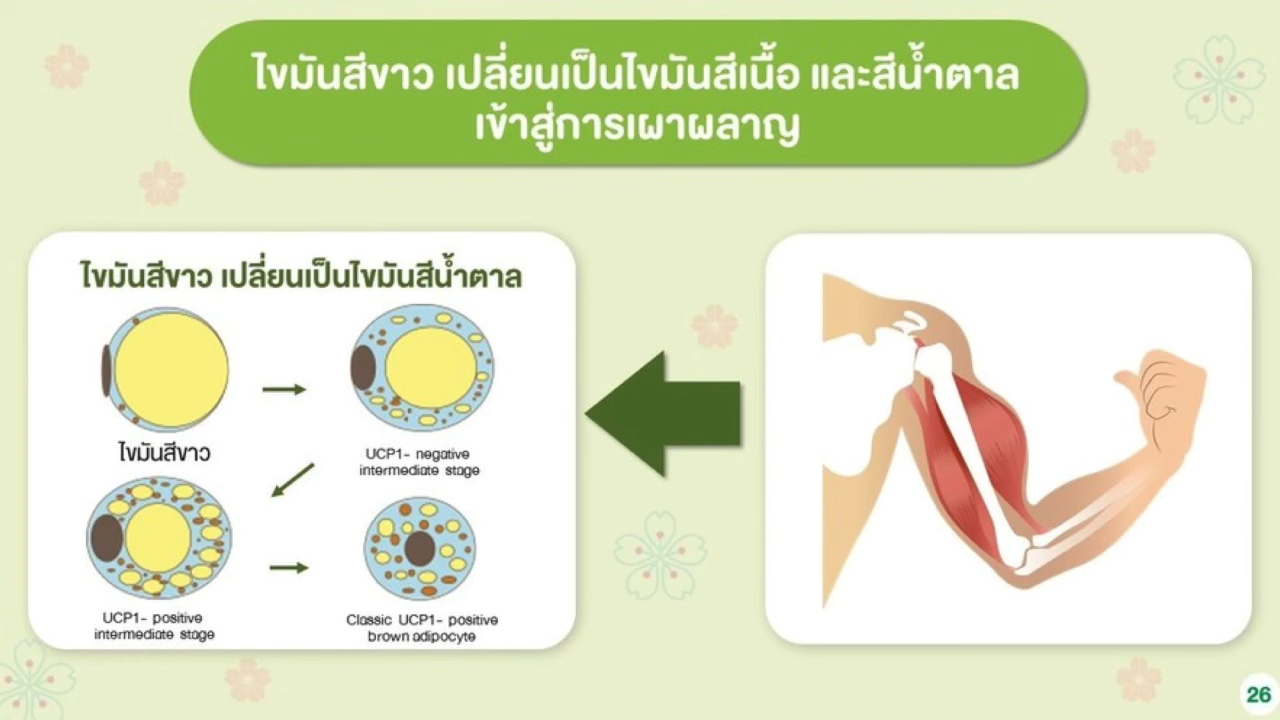 ไขมันสีขาว เปลี่ยนเป็นไขมันสีเนื้อ และสีน้ำตาล
เข้าสู่การเผาผลาญ
ไขมันสีขาว เปลี่ยนเป็นไขมันสีน้ำตาล
ไขมันสีขาว
UCP1- negative
intermediate stage
UCP1- positive
intermediate stage
Classic UCP1- positive
brown adipocyte
26